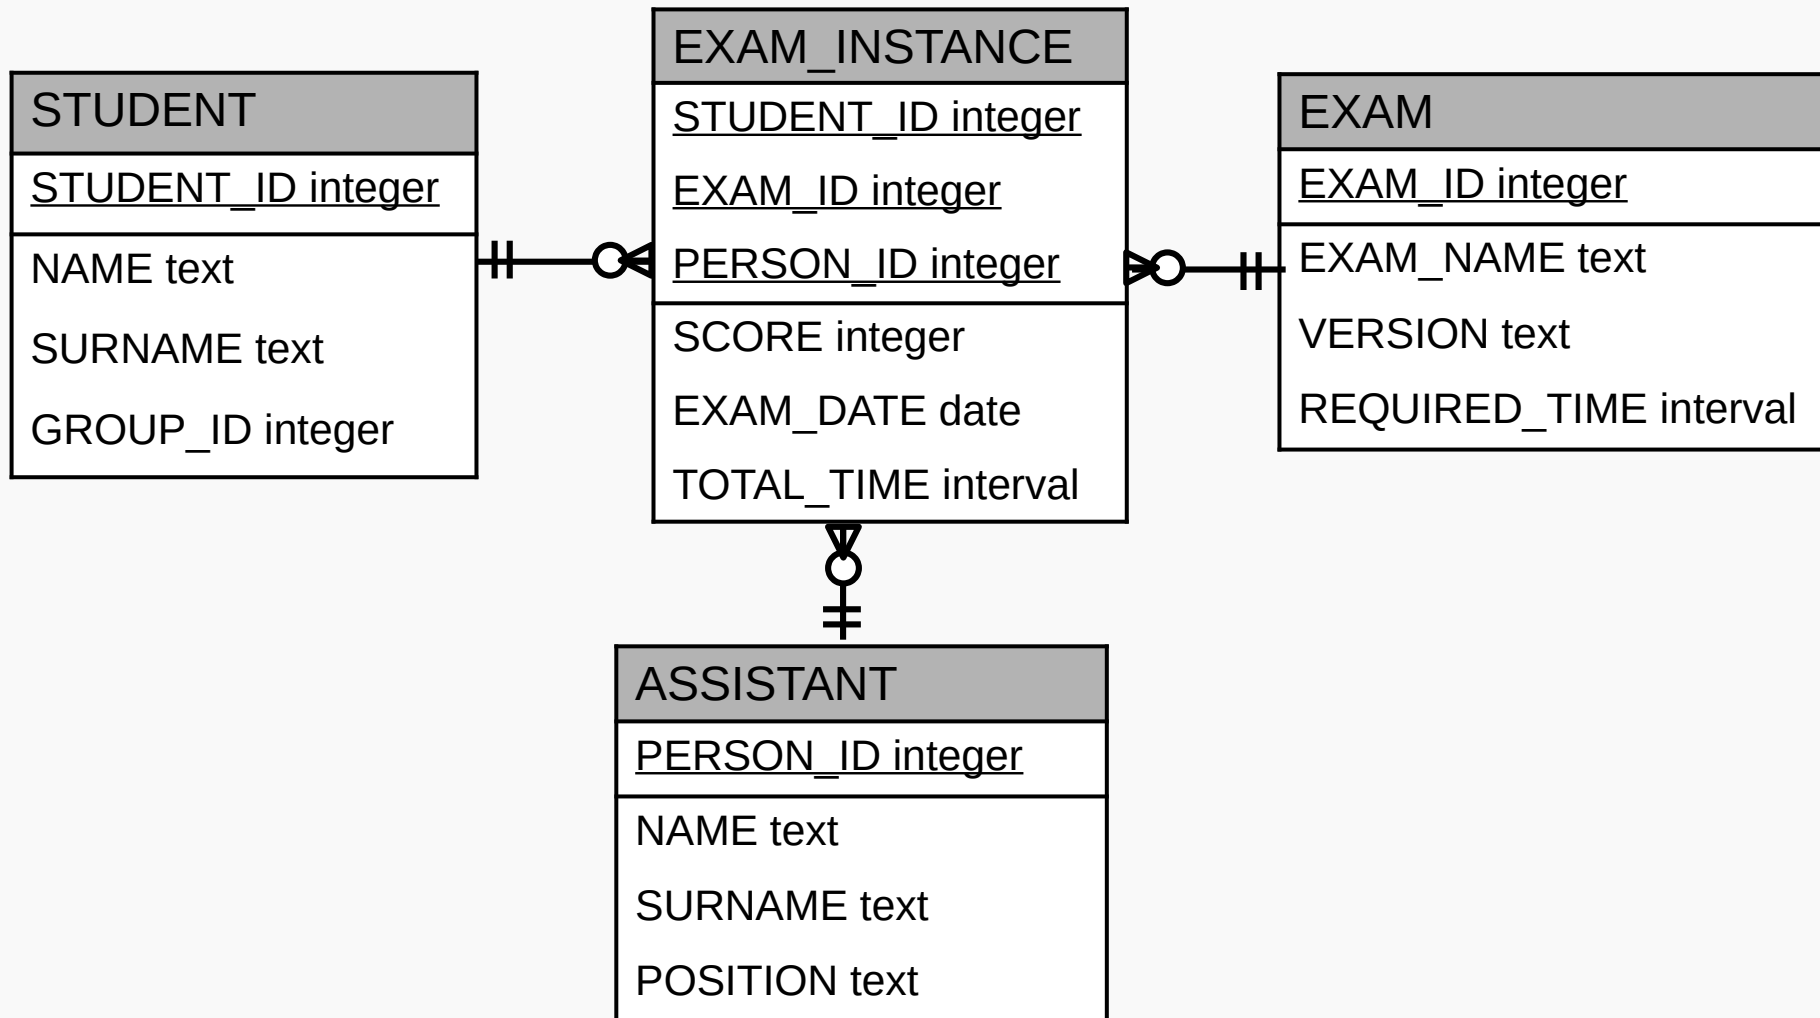 STUDENT
STUDENT_ID integer
NAME text
SURNAME text
GROUP_ID integer
EXAM_INSTANCE
STUDENT_ID integer
EXAM_ID integer
PERSON_ID integer
SCORE integer
EXAM_DATE date
TOTAL_TIME interval
EXAM
EXAM_ID integer
EXAM_NAME text
VERSION text
REQUIRED_TIME interval
ASSISTANT
PERSON_ID integer
NAME text
SURNAME text
POSITION text